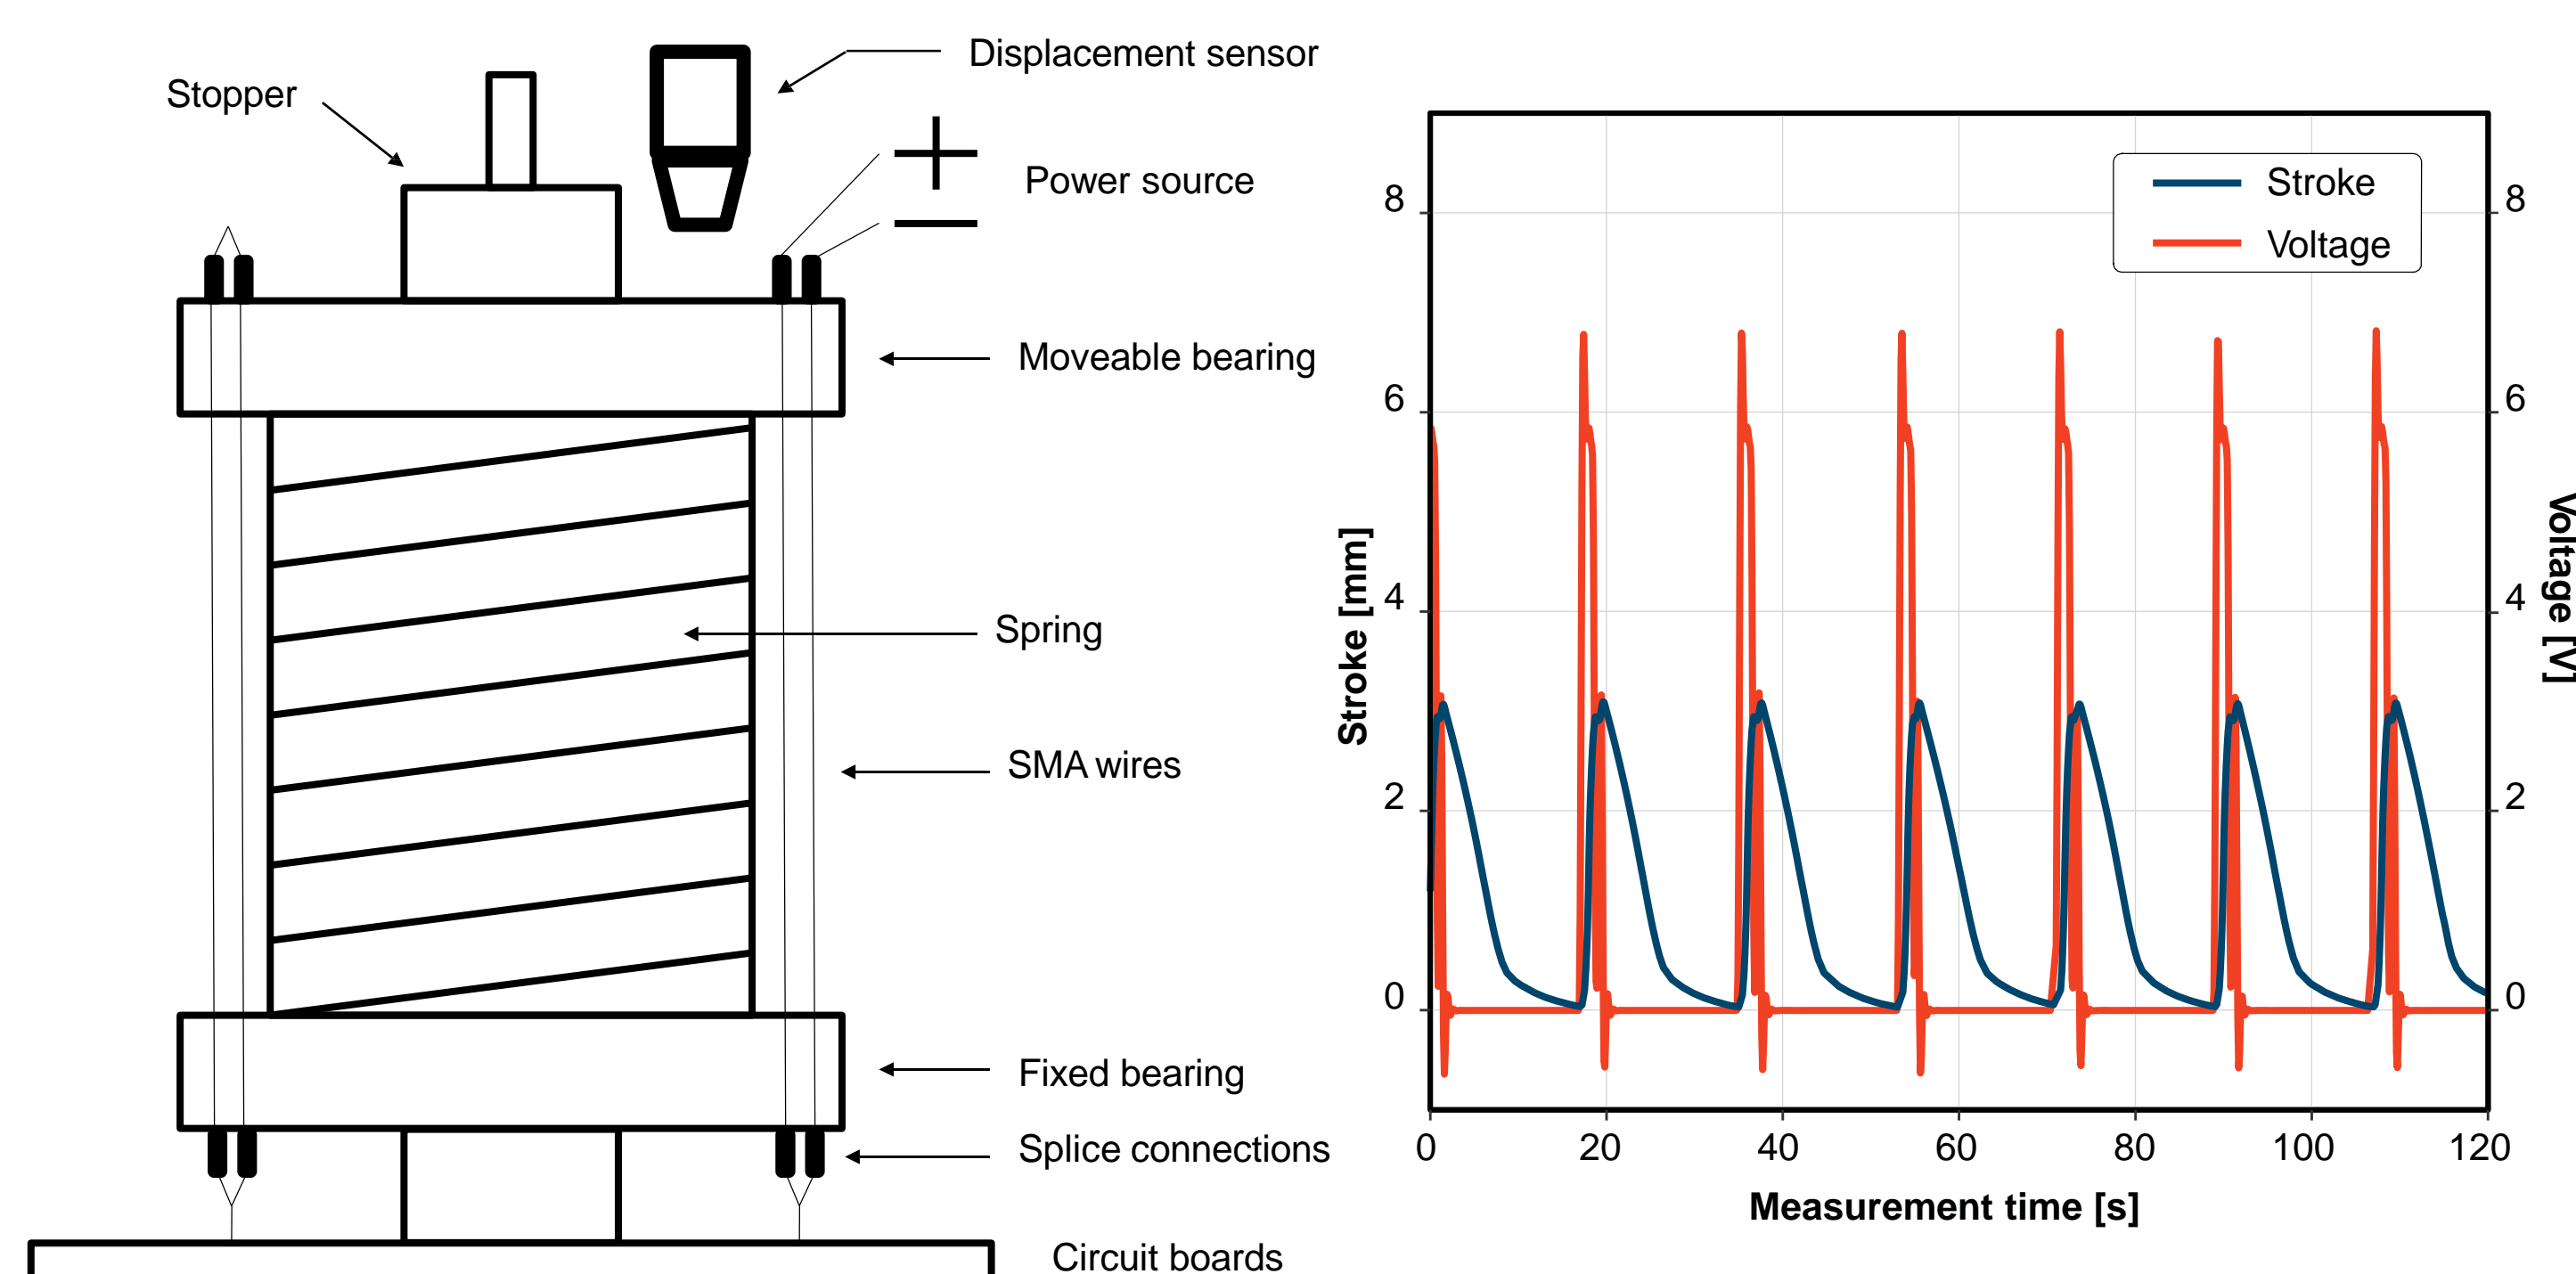 Displacement sensor
Stopper
Power source
Moveable bearing
Spring
SMA wires
Fixed bearing
Splice connections
Circuit boards
Stroke
Voltage
8
6
4
2
0
8
6
4
2
0
Stroke [mm]
Voltage [V]
0 20 40 60 80 100 120
Measurement time [s]